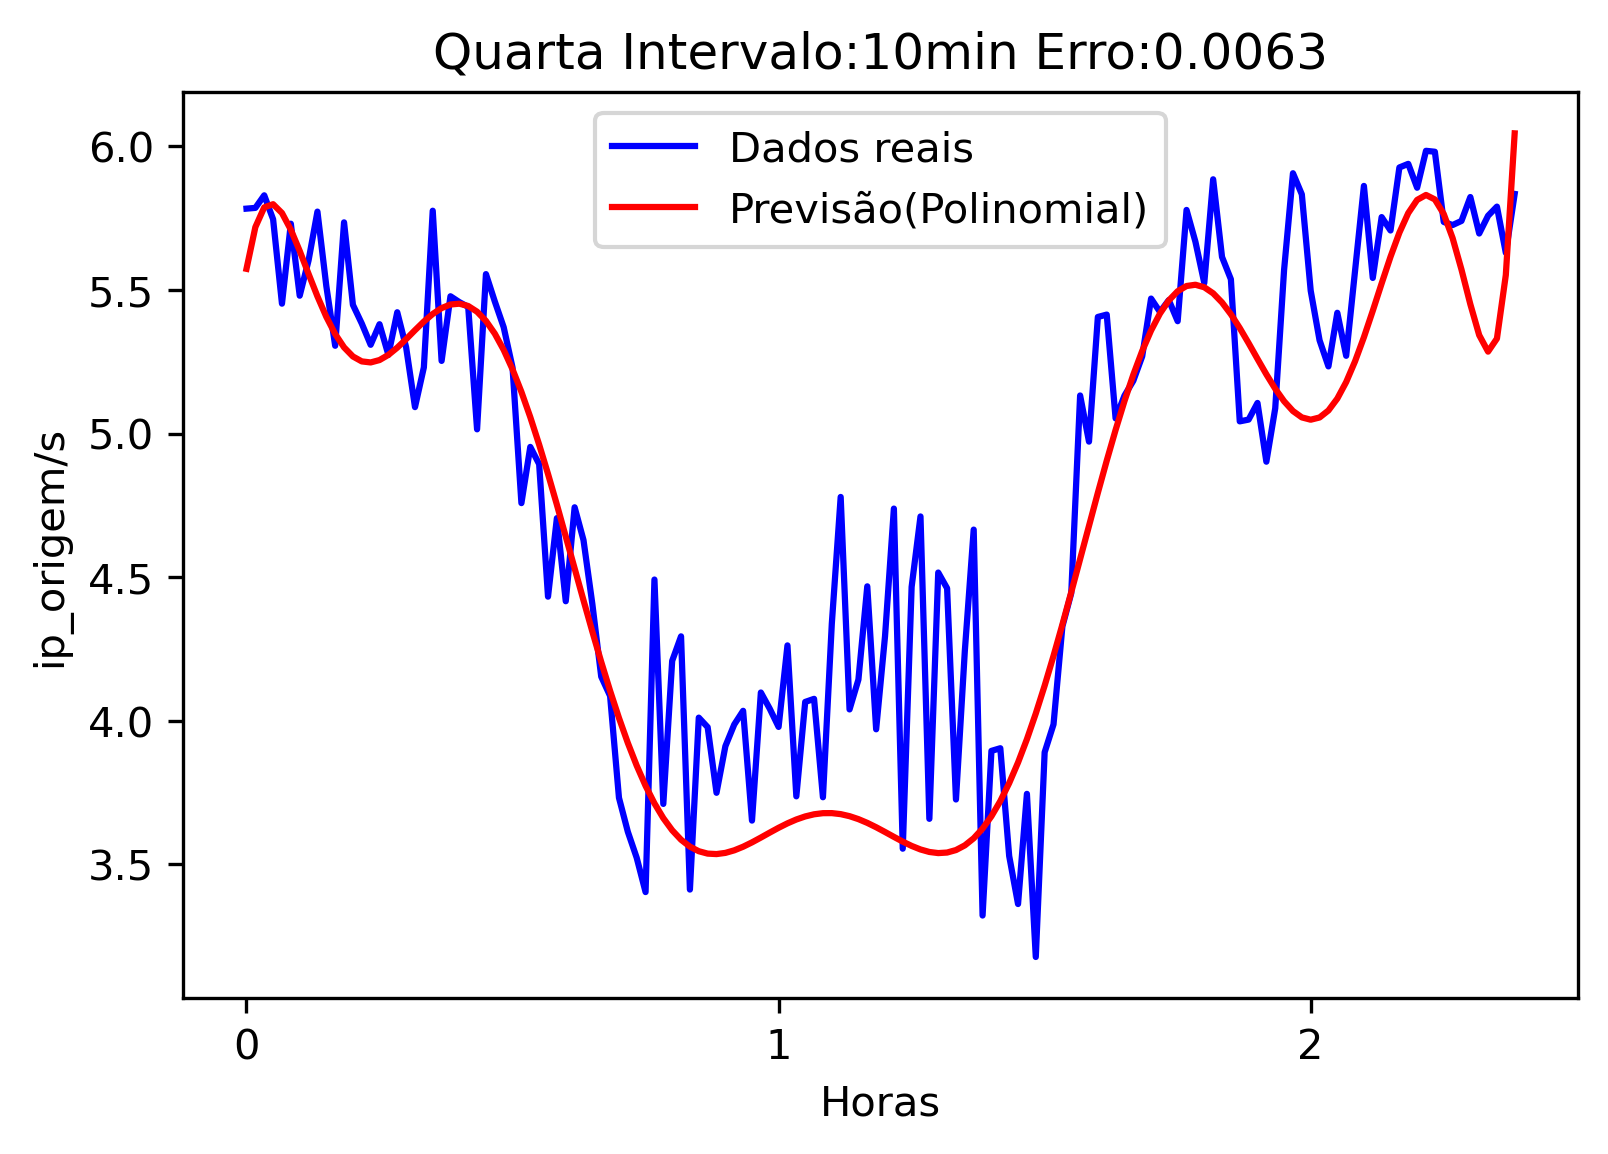 Quarta Intervalo:10min Erro:0.0063
Dados reais
Previsão(Polinomial)
6.0
5.5
5.0
4.5
4.0
3.5
ip_origem/s
0 1 2
Horas